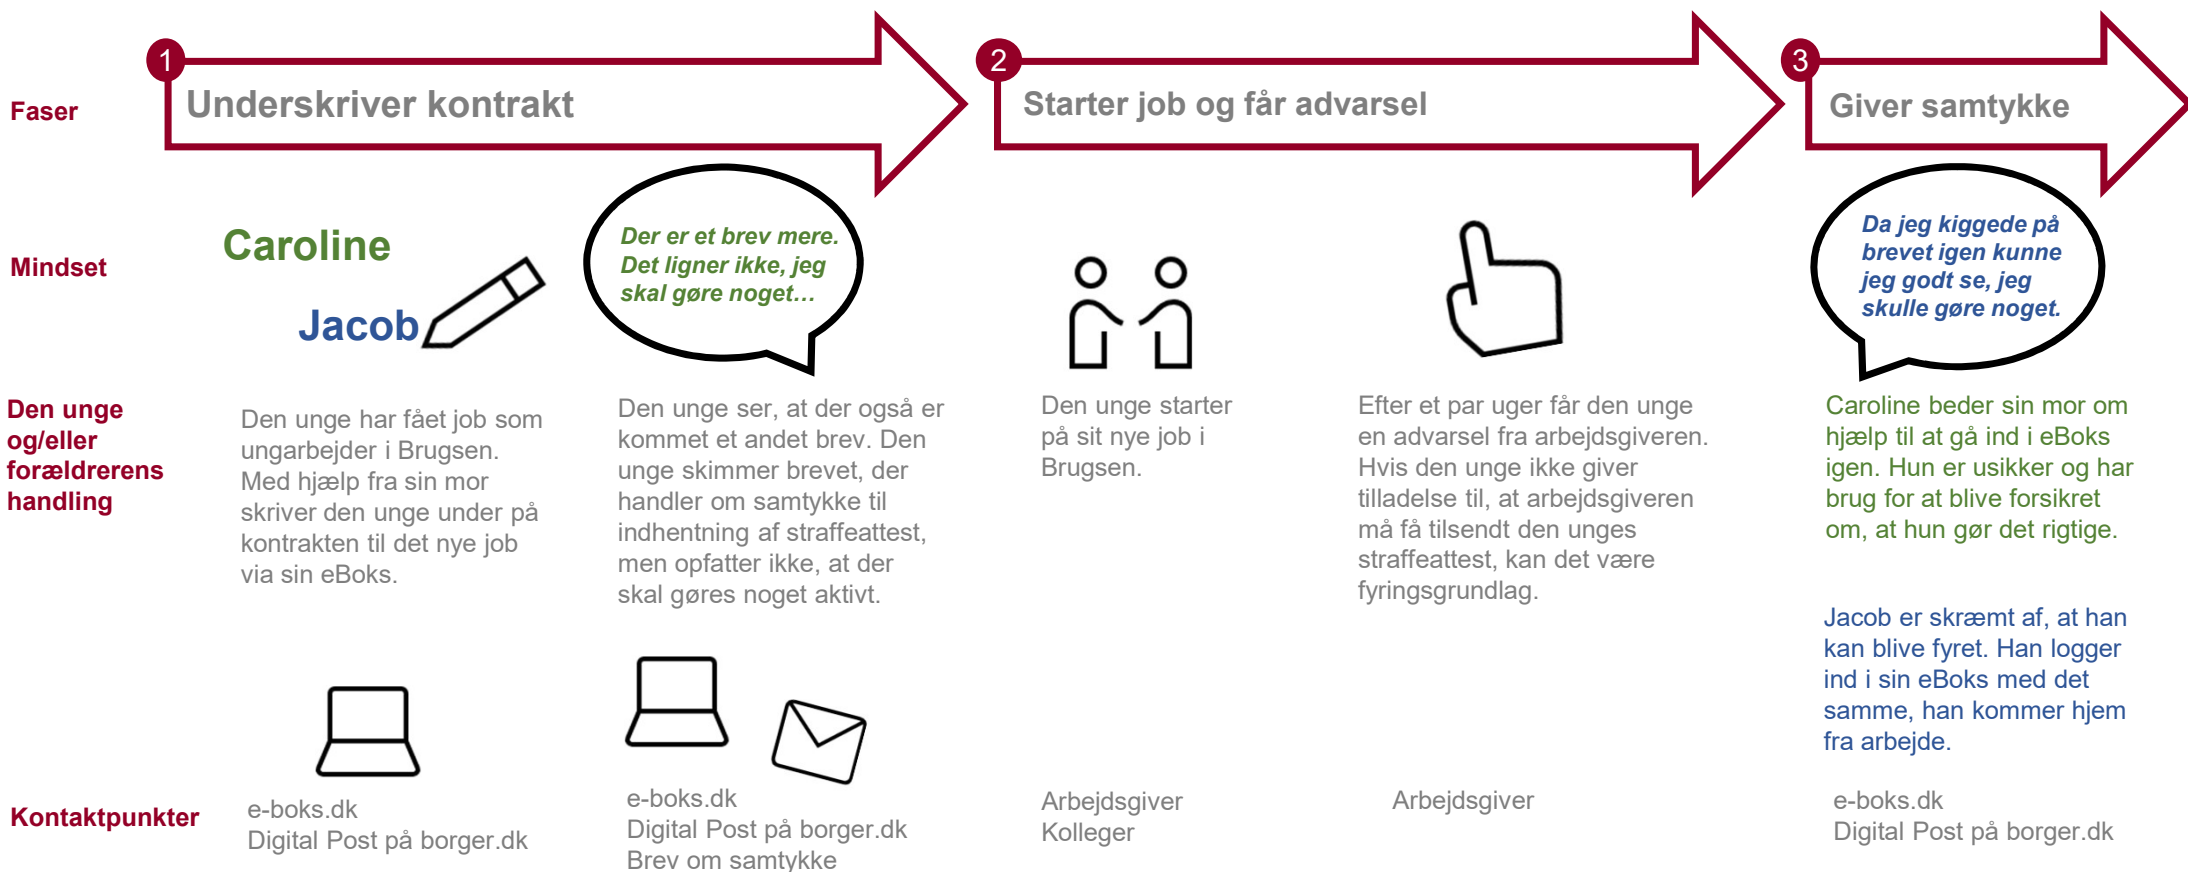 Faser
1
Underskriver kontrakt
2
Starter job og får advarsel
3
Giver samtykke
Mindset
Caroline
Jacob
Der er et brev mere.
Det ligner ikke, jeg
skal gøre noget…
Da jeg kiggede på
brevet igen kunne
jeg godt se, jeg
skulle gøre noget.
Den unge
og/eller
forældrerens
handling
Den unge har fået job som
ungarbejder i Brugsen.
Med hjælp fra sin mor
skriver den unge under på
kontrakten til det nye job
via sin eBoks.
Den unge ser, at der også er
kommet et andet brev. Den
unge skimmer brevet, der
handler om samtykke til
indhentning af straffeattest,
men opfatter ikke, at der
skal gøres noget aktivt.
Den unge starter
på sit nye job i
Brugsen.
Efter et par uger får den unge
en advarsel fra arbejdsgiveren.
Hvis den unge ikke giver
tilladelse til, at arbejdsgiveren
må få tilsendt den unges
straffeattest, kan det være
fyringsgrundlag.
Caroline beder sin mor om
hjælp til at gå ind i eBoks
igen. Hun er usikker og har
brug for at blive forsikret
om, at hun gør det rigtige.
Jacob er skræmt af, at han
kan blive fyret. Han logger
ind i sin eBoks med det
samme, han kommer hjem
fra arbejde.
Kontaktpunkter
e-boks.dk
Digital Post på borger.dk
e-boks.dk
Digital Post på borger.dk
Brev om samtykke
Arbejdsgiver
Kolleger
Arbejdsgiver
e-boks.dk
Digital Post på borger.dk